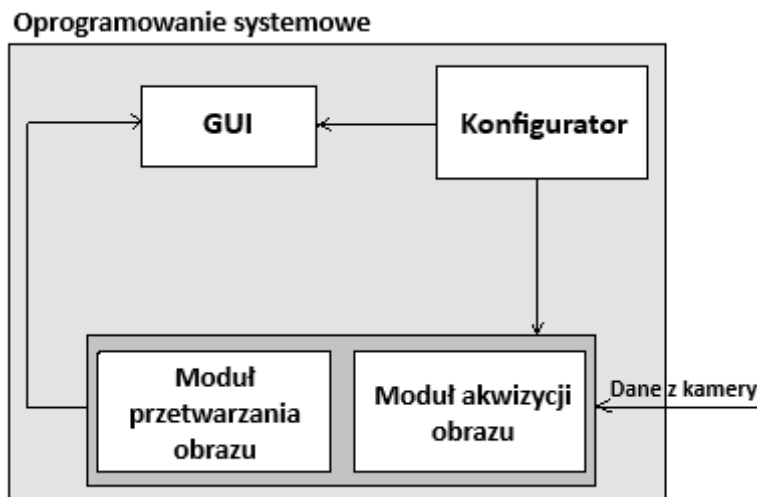 Oprogramowanie systemowe
GUI
Konfigurator
Moduł
przetwarzania
obrazu
Moduł akwizycji
obrazu
Dane z kamery